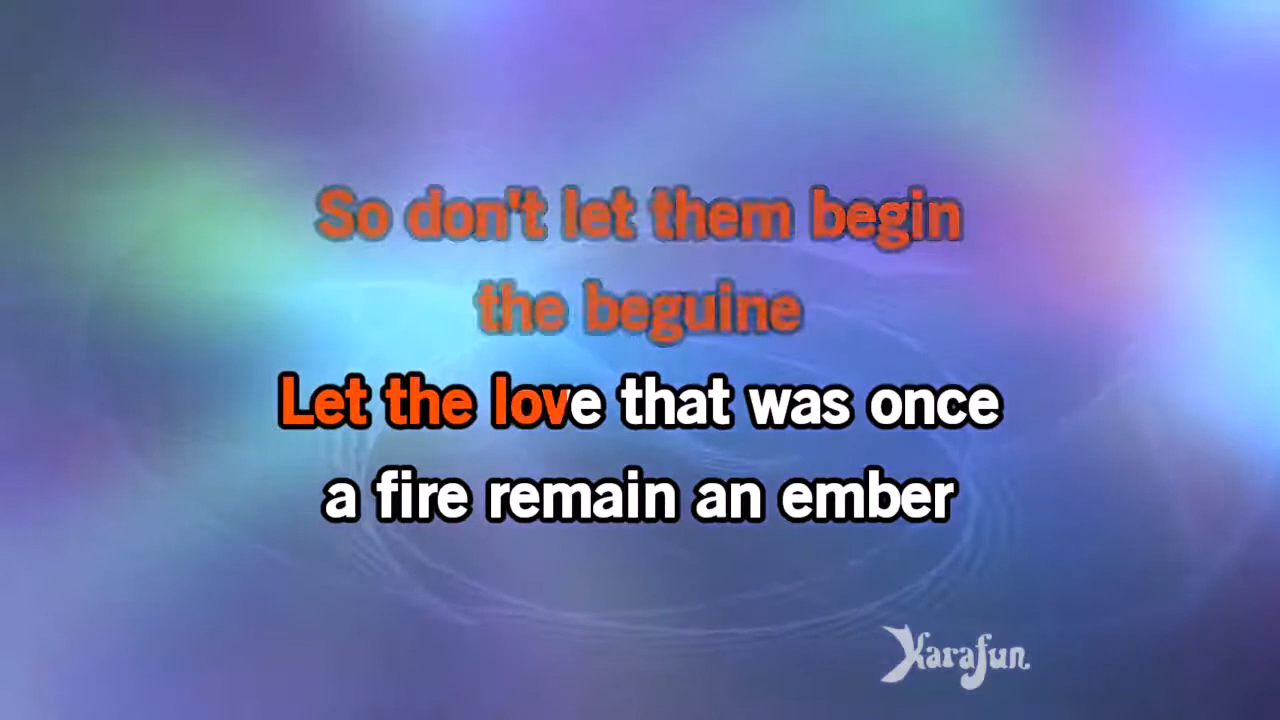 So don't let them begin
the beguine
Let the love that was once
a fire remain an ember
Karafun